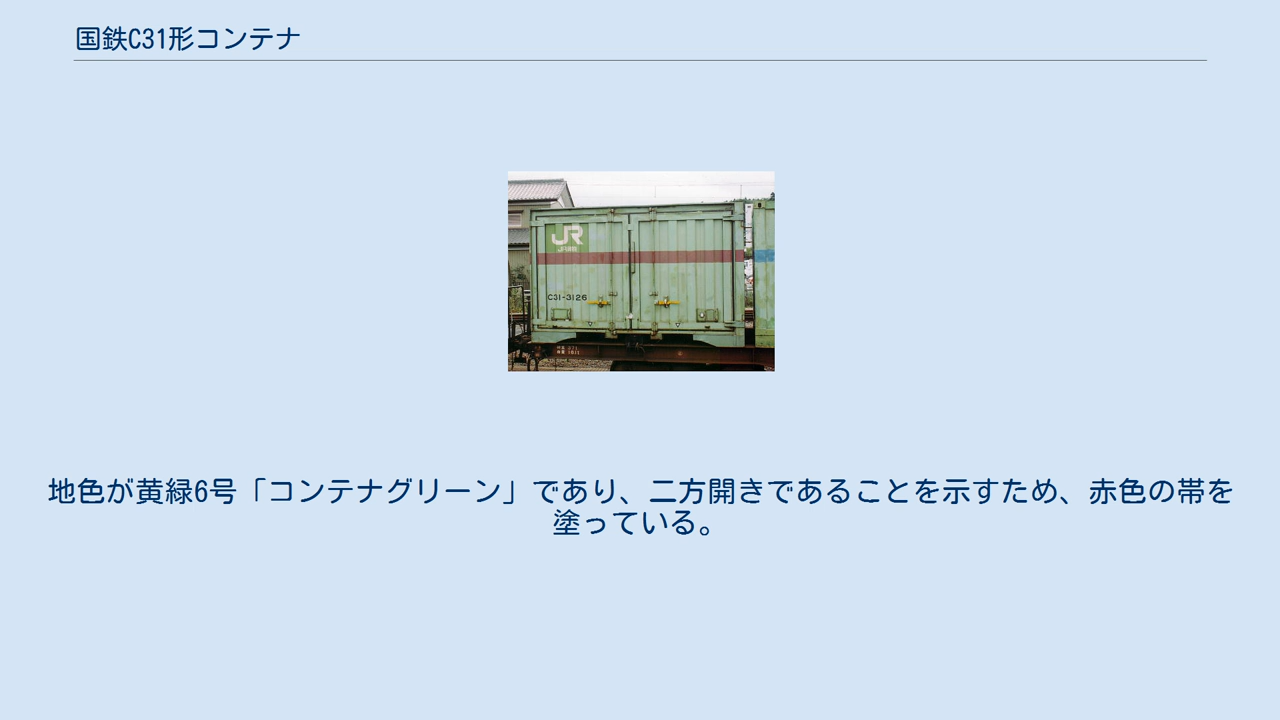 国鉄C31形コンテナ
JR
C31-3126
地色が黄緑6号「コンテナグリーン」であり、二方開きであることを示すため、赤色の帯を
塗っている。